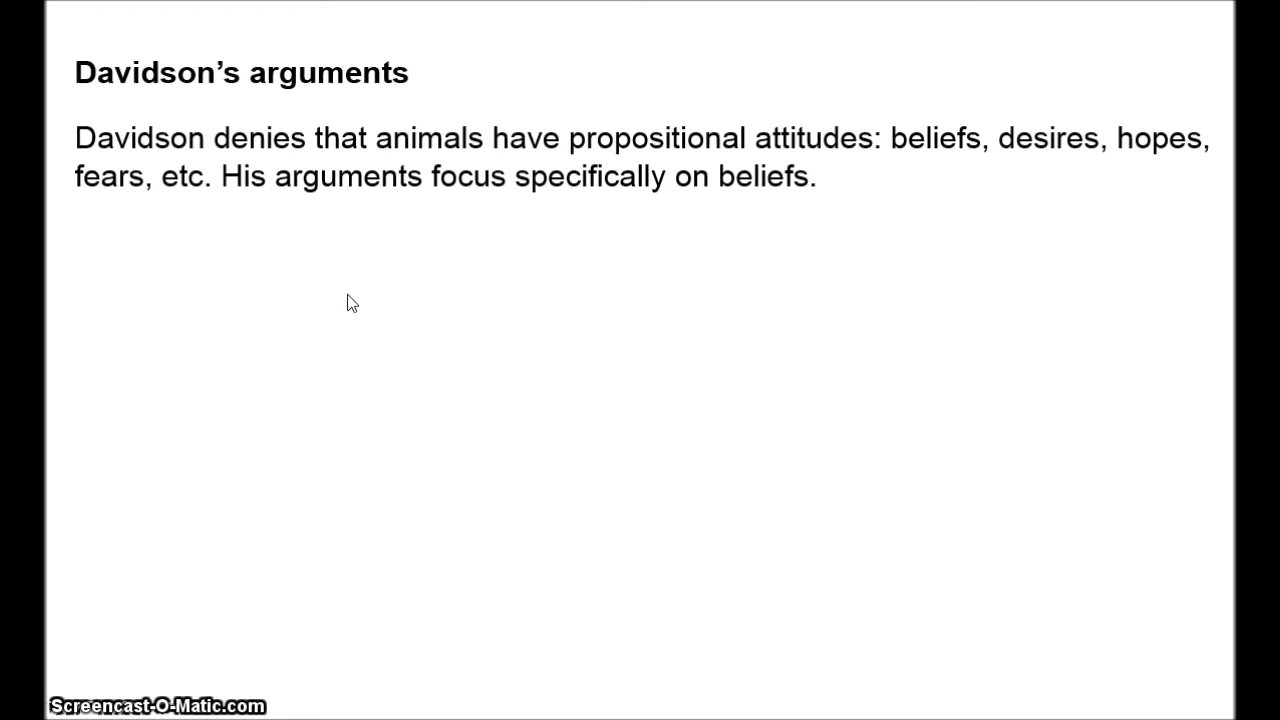 Davidson’s arguments
Davidson denies that animals have propositional attitudes: beliefs, desires, hopes,
fears, etc. His arguments focus specifically on beliefs.
Screencast-O-Matic.com